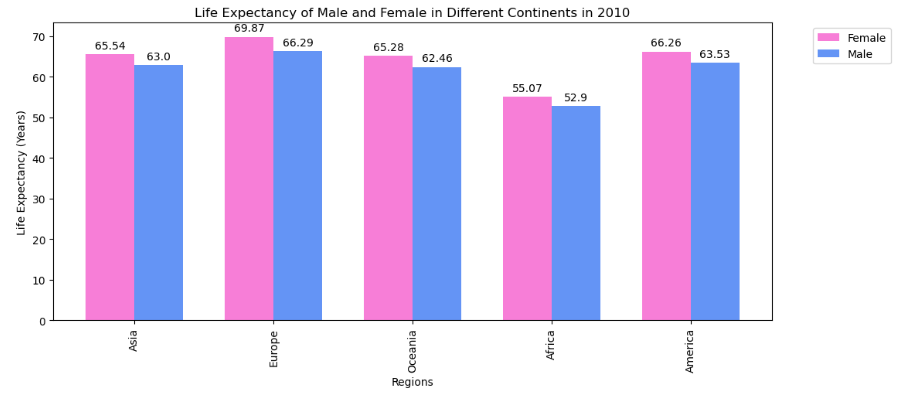 Life Expectancy of Male and Female in Different Continents in 2010
Female
Male
Life Expectancy (Years)
70
60
50
40
30
20
10
0
65.54
63.0
69.87
66.29
65.28
62.46
55.07
52.9
66.26
63.53
Asia
Europe
Oceania
Africa
America
Regions